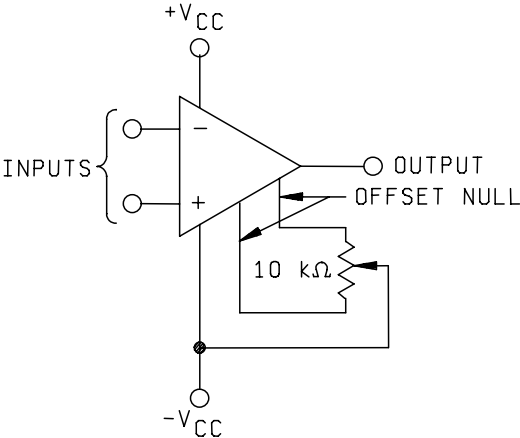 +VCC
−
INPUTS
+
OUTPUT
OFFSET NULL
10 kΩ
−VCC